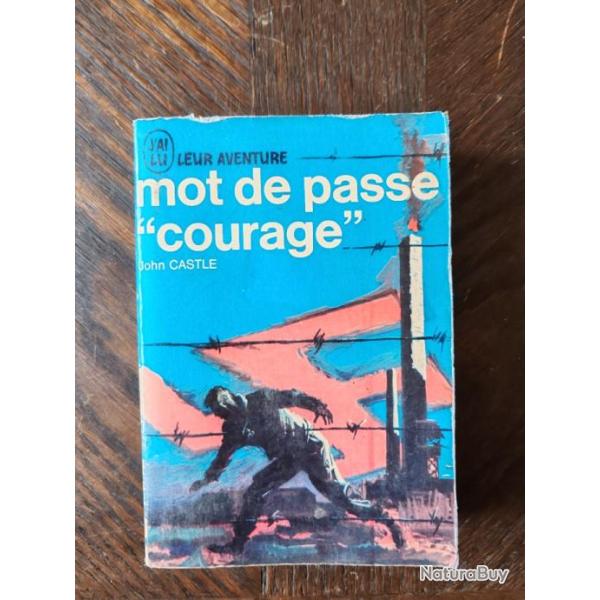 J'AI
LU
LEUR AVENTURE
mot de passe
"courage"
John CASTLE
NaturaBuy